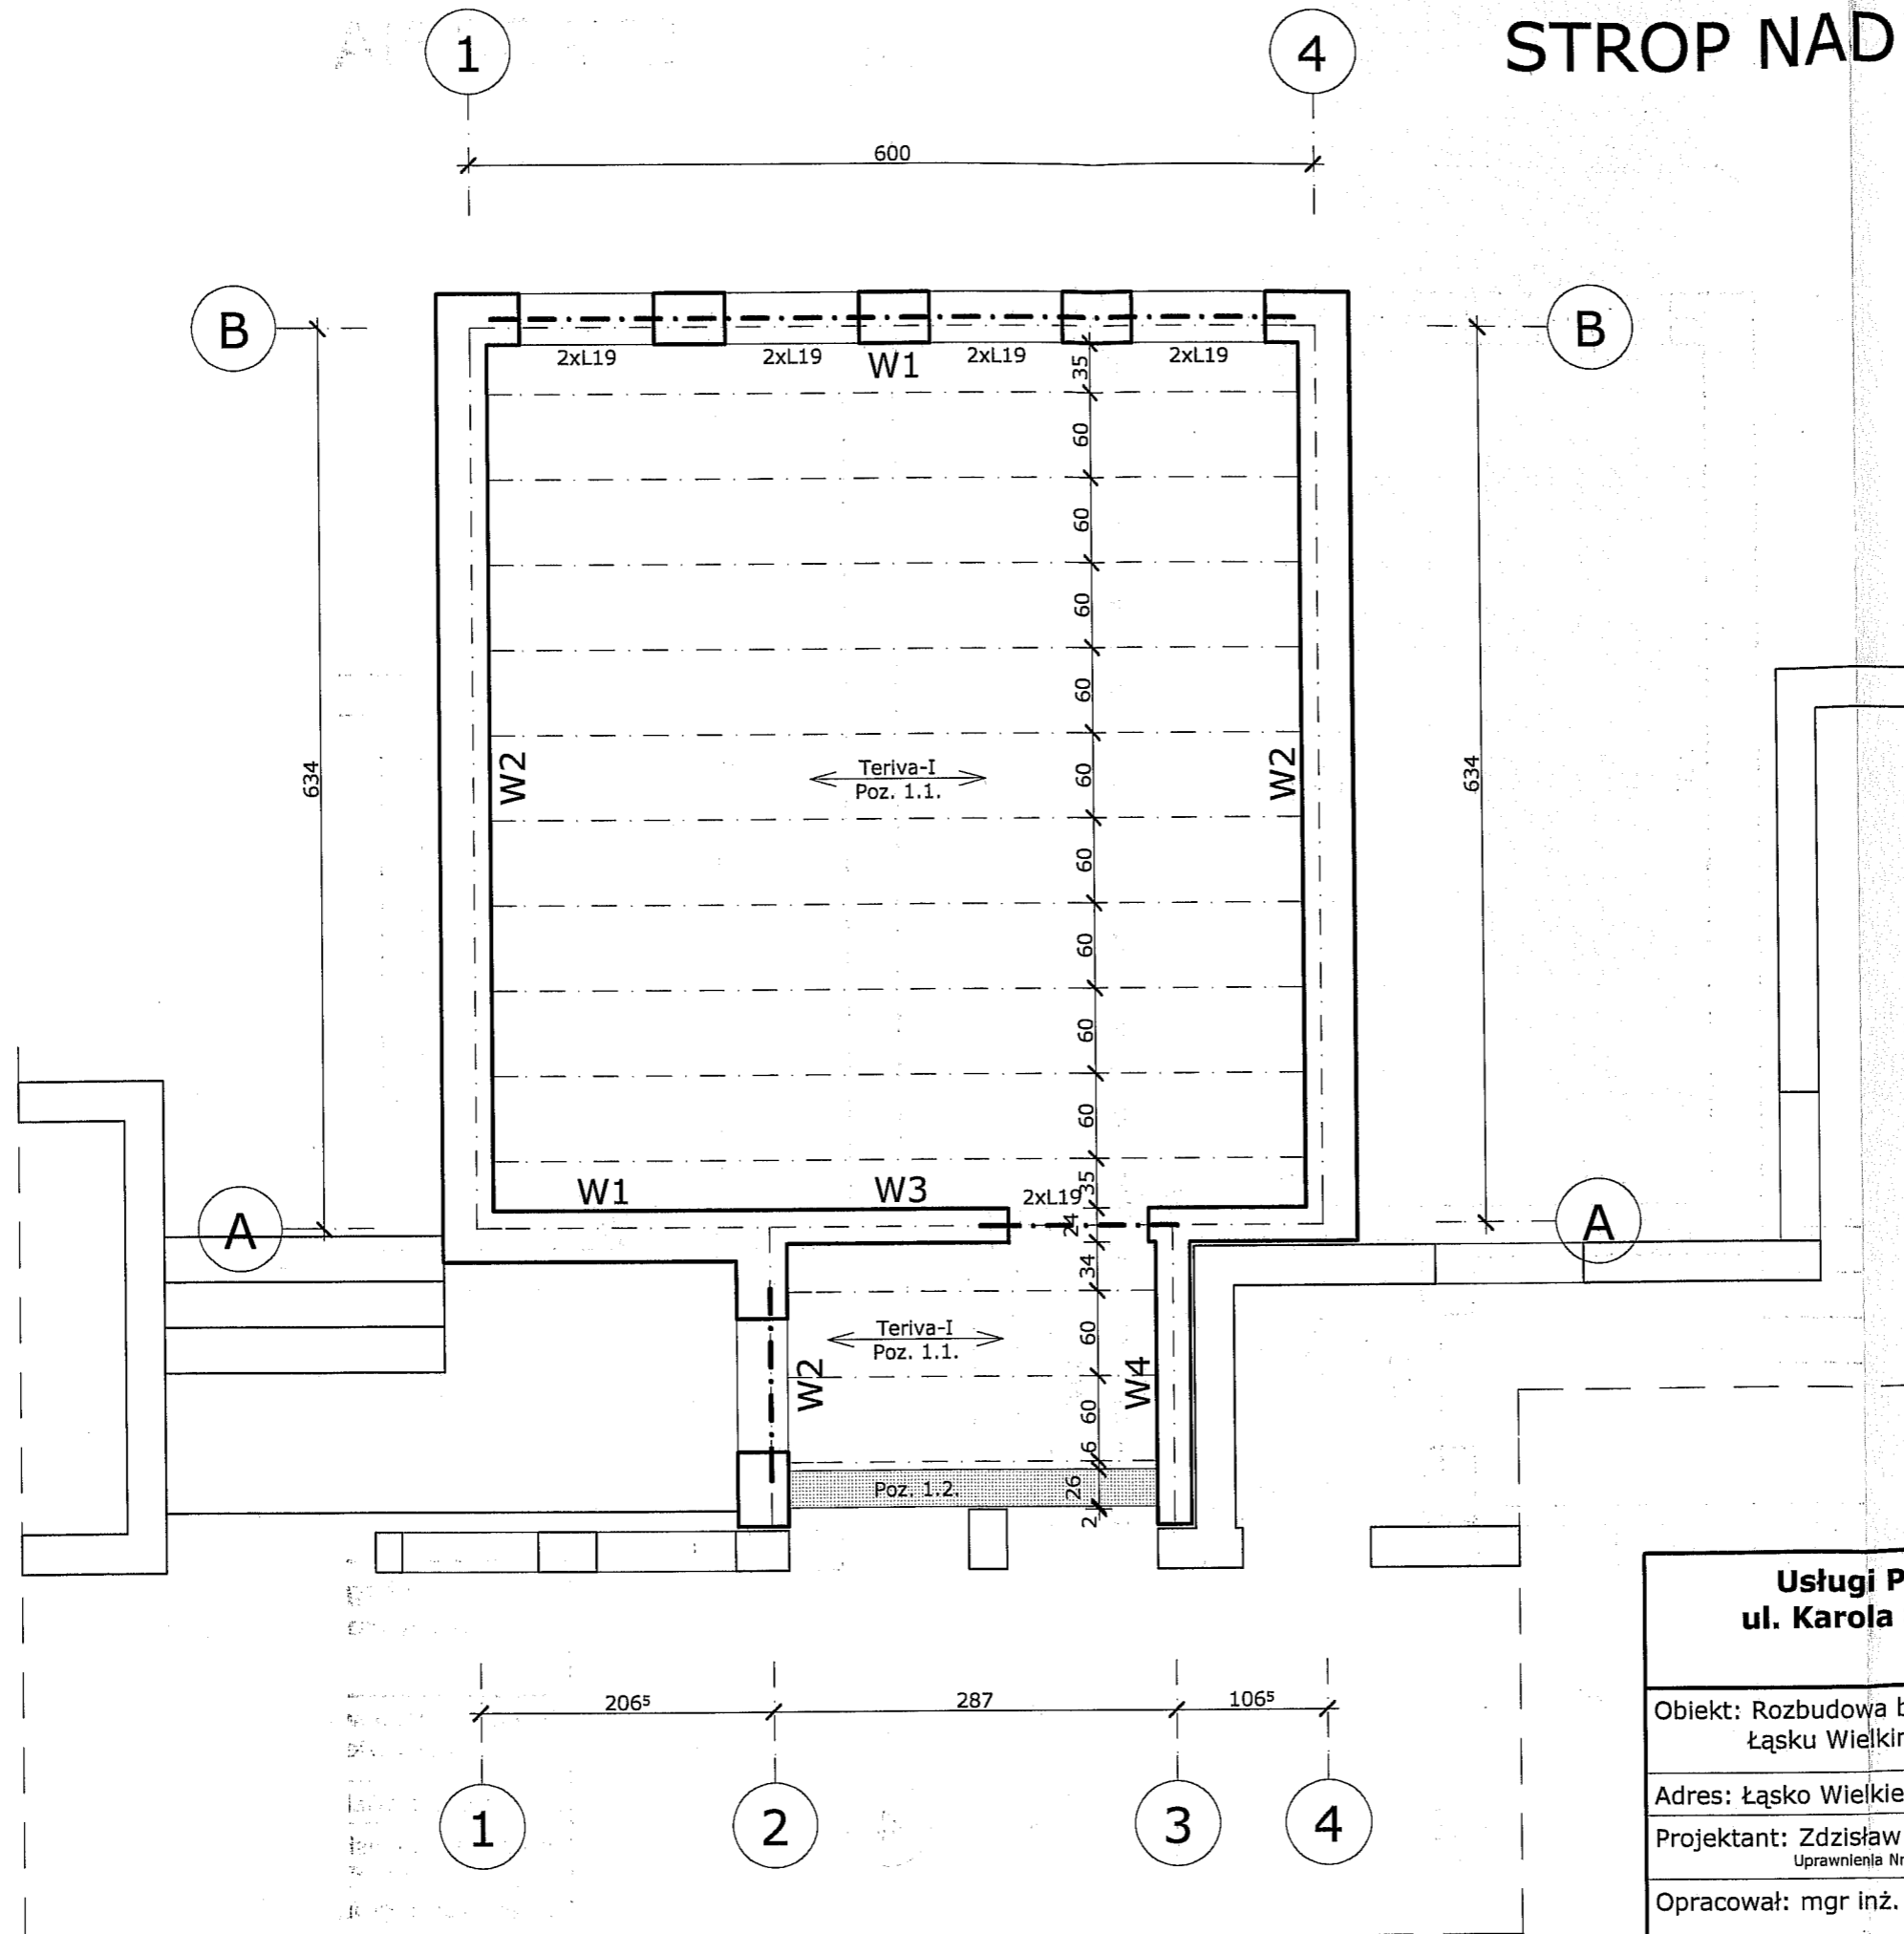 STROP NAD
1
4
600
B
B
2xL19
2xL19
W1
2xL19
2xL19
35
60
60
60
60
60
60
60
60
60
35
24
34
60
60
6
26
2
634
634
W2
Teriva-I
Poz. 1.1.
W2
W1
W3
2xL19
A
A
Teriva-I
Poz. 1.1.
W2
W4
Poz. 1.2.
206⁵
287
106⁵
1
2
3
4
Usługi P
ul. Karola
Obiekt: Rozbudowa b
Łąsku Wielkim
Adres: Łąsko Wielkie
Projektant: Zdzisław
Uprawnienia Nr
Opracował: mgr inż.